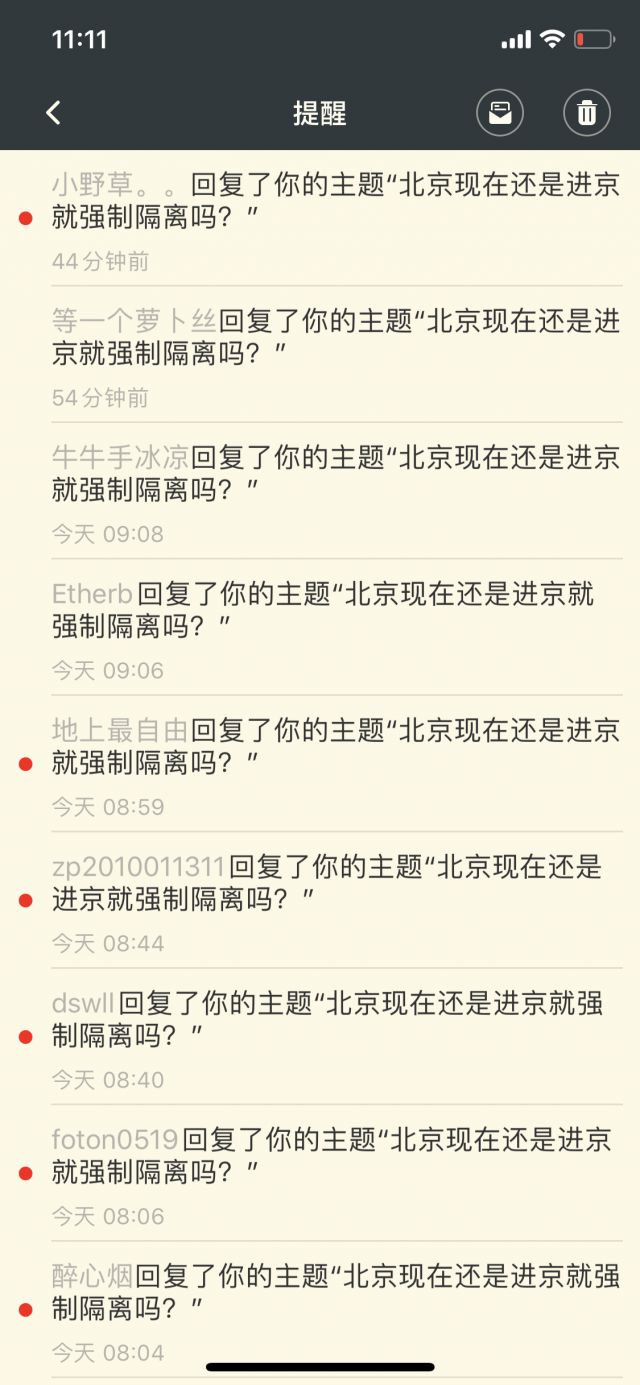 11:11
提醒
小野草。。回复了你的主题“北京现在还是进京
就强制隔离吗？”
44分钟前
等一个萝卜丝回复了你的主题“北京现在还是进
京就强制隔离吗？”
54分钟前
牛牛手冰凉回复了你的主题“北京现在还是进京
就强制隔离吗？”
今天 09:08
Etherb回复了你的主题“北京现在还是进京就
强制隔离吗？”
今天 09:06
地上最自由回复了你的主题“北京现在还是进京
就强制隔离吗？”
今天 08:59
zp2010011311回复了你的主题“北京现在还是
进京就强制隔离吗？”
今天 08:44
dswll回复了你的主题“北京现在还是进京就强
制隔离吗？”
今天 08:40
foton0519回复了你的主题“北京现在还是进京
就强制隔离吗？”
今天 08:06
醉心烟回复了你的主题“北京现在还是进京就强
制隔离吗？”
今天 08:04